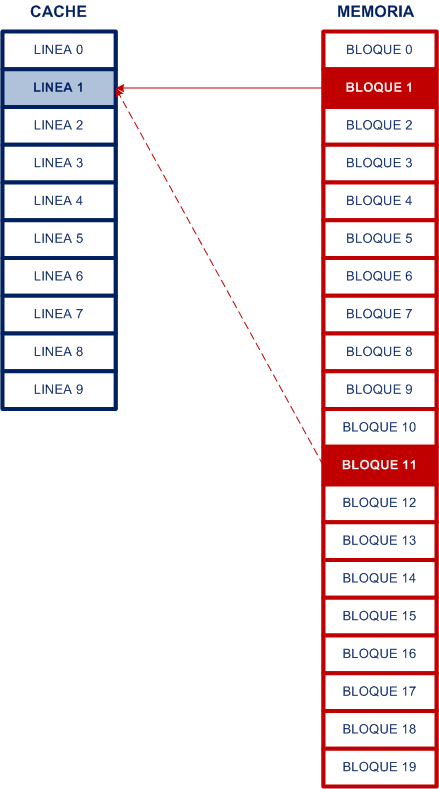 CACHE
LINEA 0
LINEA 1
LINEA 2
LINEA 3
LINEA 4
LINEA 5
LINEA 6
LINEA 7
LINEA 8
LINEA 9
MEMORIA
BLOQUE 0
BLOQUE 1
BLOQUE 2
BLOQUE 3
BLOQUE 4
BLOQUE 5
BLOQUE 6
BLOQUE 7
BLOQUE 8
BLOQUE 9
BLOQUE 10
BLOQUE 11
BLOQUE 12
BLOQUE 13
BLOQUE 14
BLOQUE 15
BLOQUE 16
BLOQUE 17
BLOQUE 18
BLOQUE 19